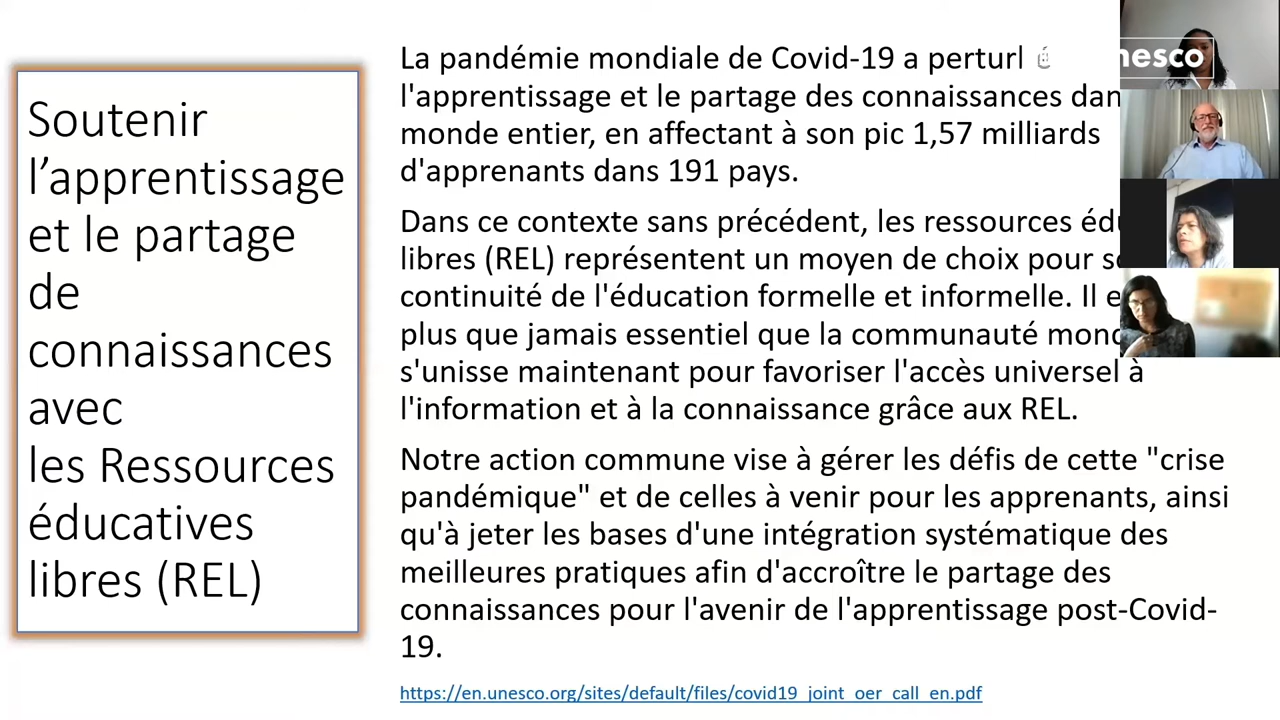 Soutenir
l’apprentissage
et le partage
de
connaissances
avec
les Ressources
éducatives
libres (REL)
La pandémie mondiale de Covid-19 a
l'apprentissage et le partage des connaissances
monde entier, en affectant à son pic 1,57 milliards
d'apprenants dans 191 pays.
Dans ce contexte sans précédent, les ressources
libres (REL) représentent un moyen de choix pour
continuité de l'éducation formelle et informelle. Il
plus que jamais essentiel que la communauté
s'unisse maintenant pour favoriser l'accès universel à
l'information et à la connaissance grâce aux REL.
Notre action commune vise à gérer les défis de cette "crise
pandémique" et de celles à venir pour les apprenants, ainsi
qu'à jeter les bases d'une intégration systématique des
meilleures pratiques afin d'accroître le partage des
connaissances pour l'avenir de l'apprentissage post-Covid-
19.
https://en.unesco.org/sites/default/files/covid19_joint_oer_call_en.pdf